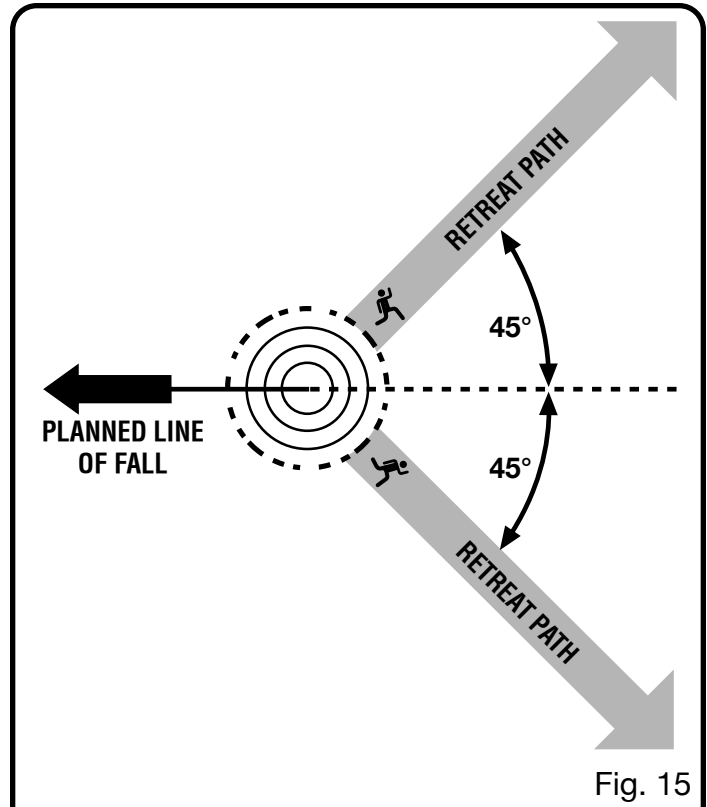 RETREAT PATH
45°
PLANNED LINE
OF FALL
45°
RETREAT PATH
Fig. 15